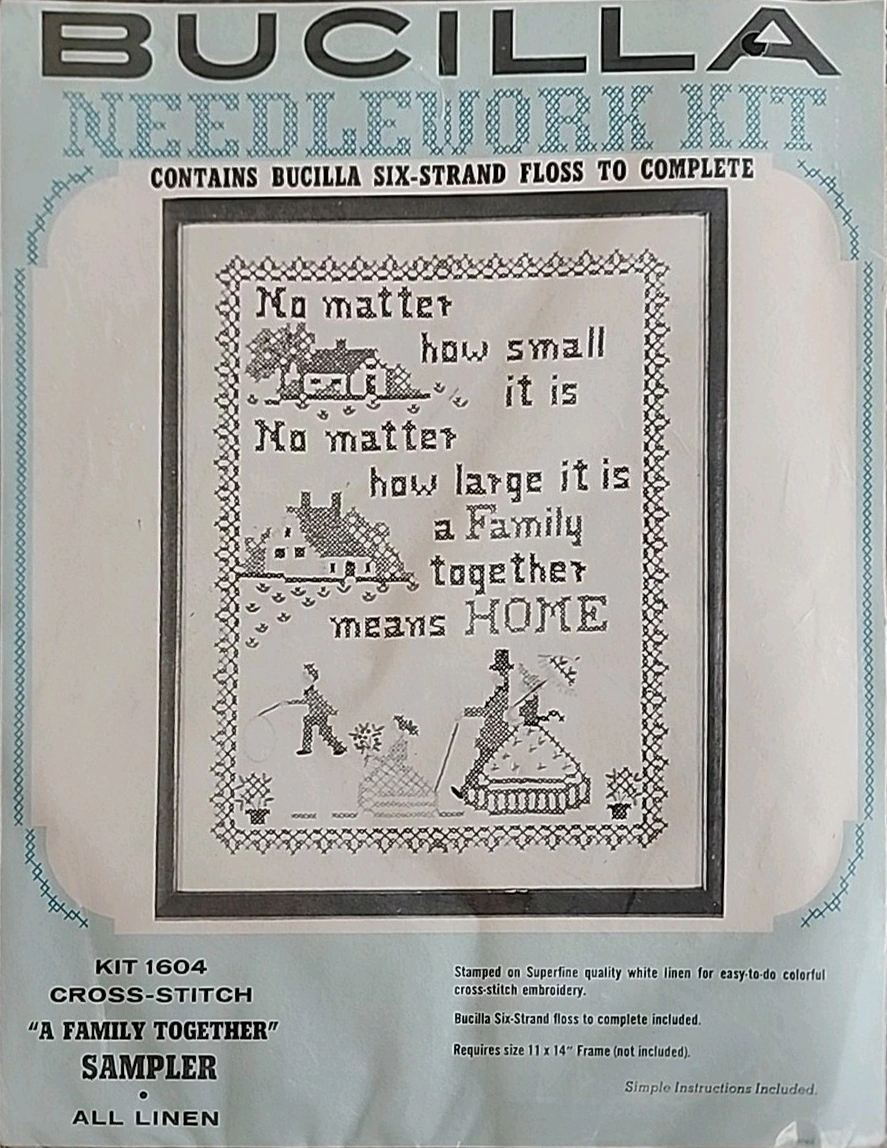 BUCILLA
NEEDLEWORK KIT
CONTAINS BUCILLA SIX-STRAND FLOSS TO COMPLETE
No matter
how small
it is
No matter
how large it is
a Family
together
means HOME
KIT 1604
CROSS-STITCH
"A FAMILY TOGETHER"
SAMPLER
•
ALL LINEN
Stamped on Superfine quality white linen for easy-to-do colorful
cross-stitch embroidery.
Bucilla Six-Strand floss to complete included.
Requires size 11 x 14" Frame (not included).
Simple Instructions Included.